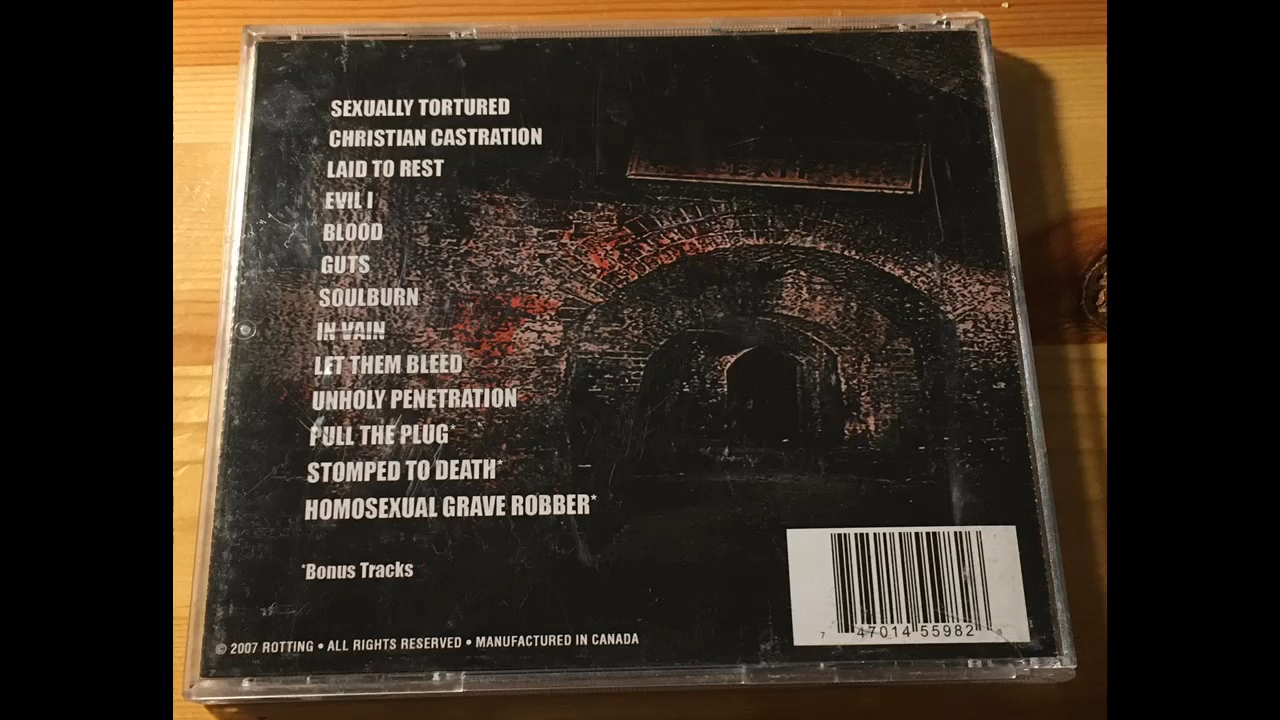 SEXUALLY TORTURED
CHRISTIAN CASTRATION
LAID TO REST
EVIL I
BLOOD
GUTS
SOULBURN
IN VAIN
LET THEM BLEED
UNHOLY PENETRATION
PULL THE PLUG*
STOMPED TO DEATH*
HOMOSEXUAL GRAVE ROBBER*
*Bonus Tracks
© 2007 ROTTING • ALL RIGHTS RESERVED • MANUFACTURED IN CANADA
7 47014 55982